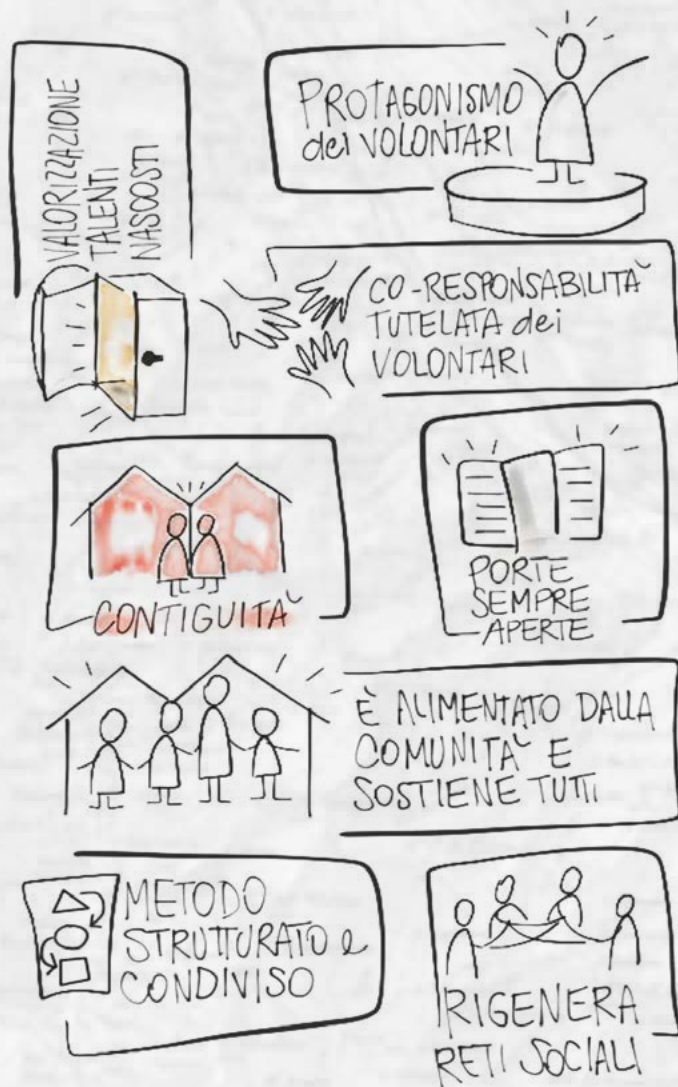 VALORIZZAZIONE
TALENTI
NASCOSTI
PROTAGONISMO
dei VOLONTARI
CO-RESPONSABILITÀ
TUTELATA dei
VOLONTARI
CONTIGUITÀ
PORTE
SEMPRE
APERTE
È ALIMENTATO DALLA
COMUNITÀ E
SOSTIENE TUTTI
METODO
STRUTTURATO e
CONDIVISO
RIGENERA
RETI SOCIALI